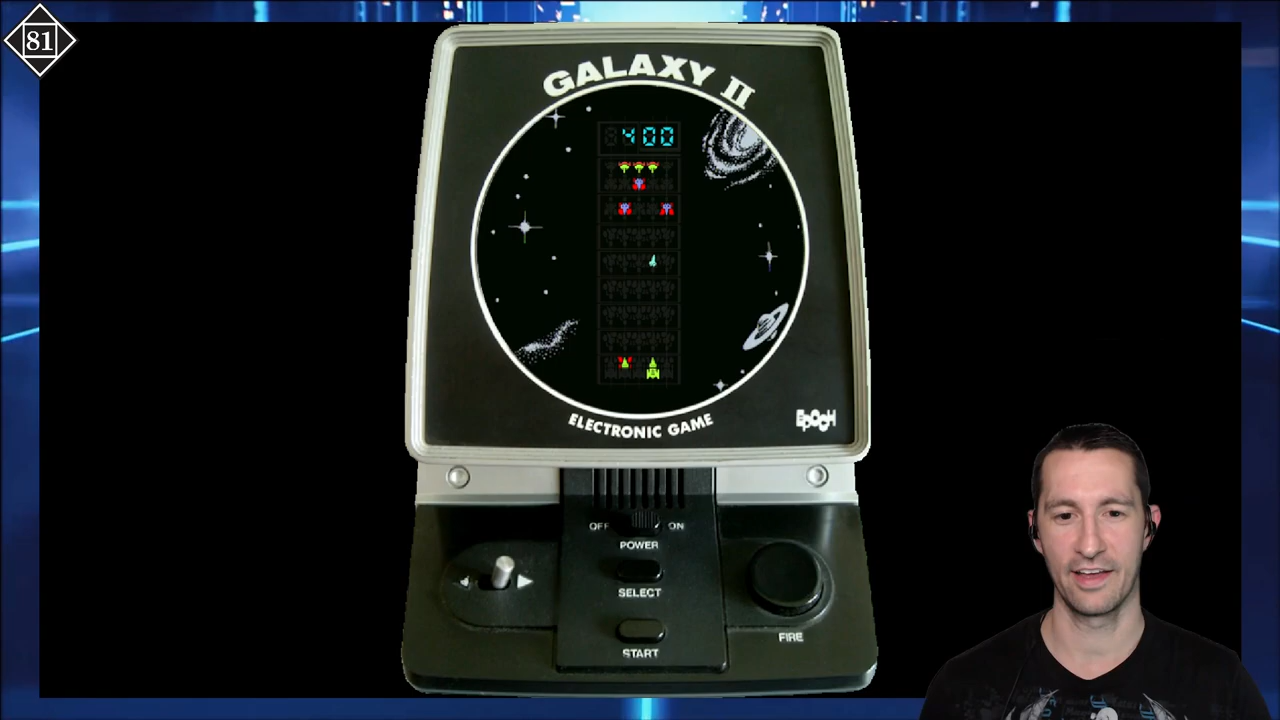 81
GALAXY II
400
ELECTRONIC GAME
EPOCH
OFF ON
POWER
SELECT
START
FIRE